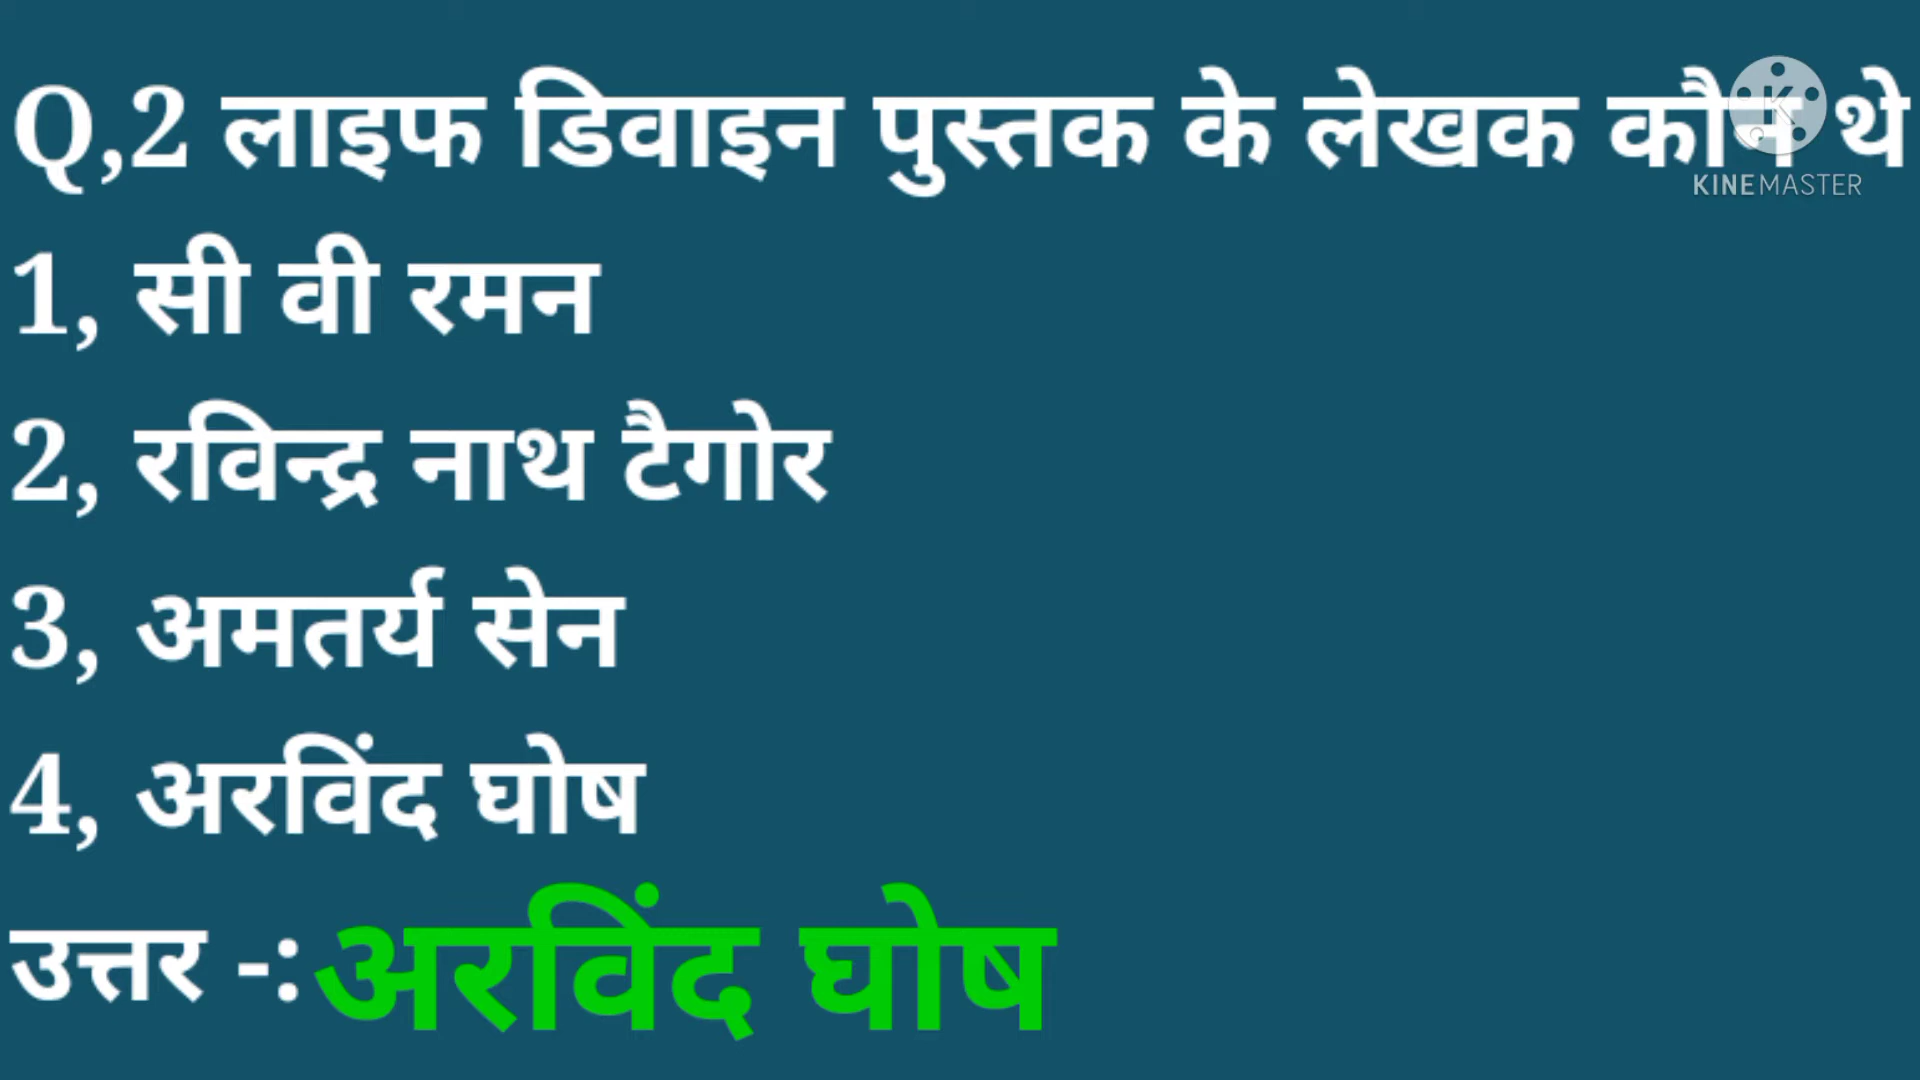 Q,2 लाइफ डिवाइन पुस्तक के लेखक कौन थे
KINEMASTER
1, सी वी रमन
2, रविन्द्र नाथ टैगोर
3, अमतर्य सेन
4, अरविंद घोष
उत्तर -: अरविंद घोष